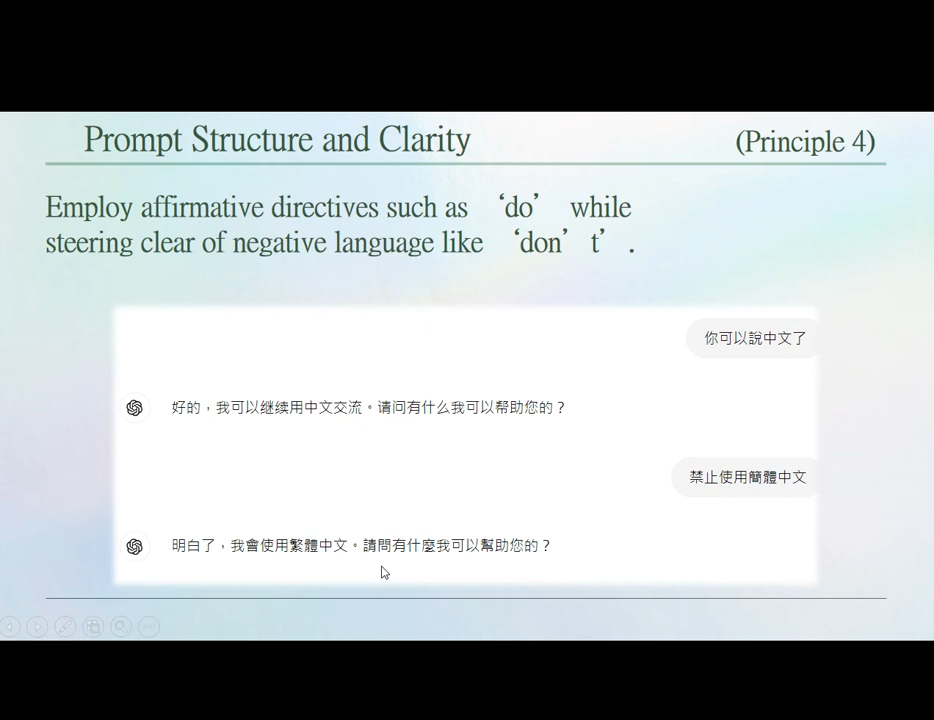 Prompt Structure and Clarity (Principle 4)
Employ affirmative directives such as ‘do’ while
steering clear of negative language like ‘don’t’.
你可以說中文了
好的，我可以继续用中文交流。请问有什么我可以帮助您的？
禁止使用簡體中文
明白了，我會使用繁體中文。請問有什麼我可以幫助您的？